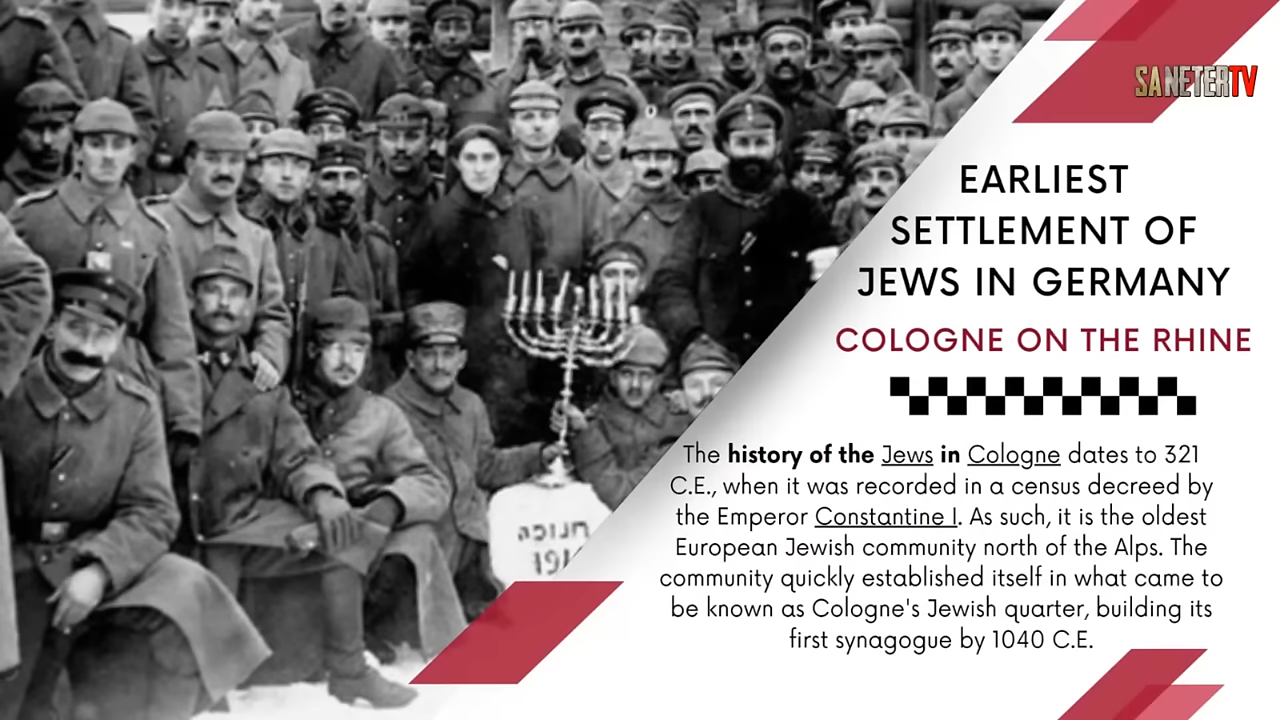 SANETERTV
EARLIEST
SETTLEMENT OF
JEWS IN GERMANY
COLOGNE ON THE RHINE
The history of the Jews in Cologne dates to 321
C.E., when it was recorded in a census decreed by
the Emperor Constantine I. As such, it is the oldest
European Jewish community north of the Alps. The
community quickly established itself in what came to
be known as Cologne's Jewish quarter, building its
first synagogue by 1040 C.E.
חנוכה